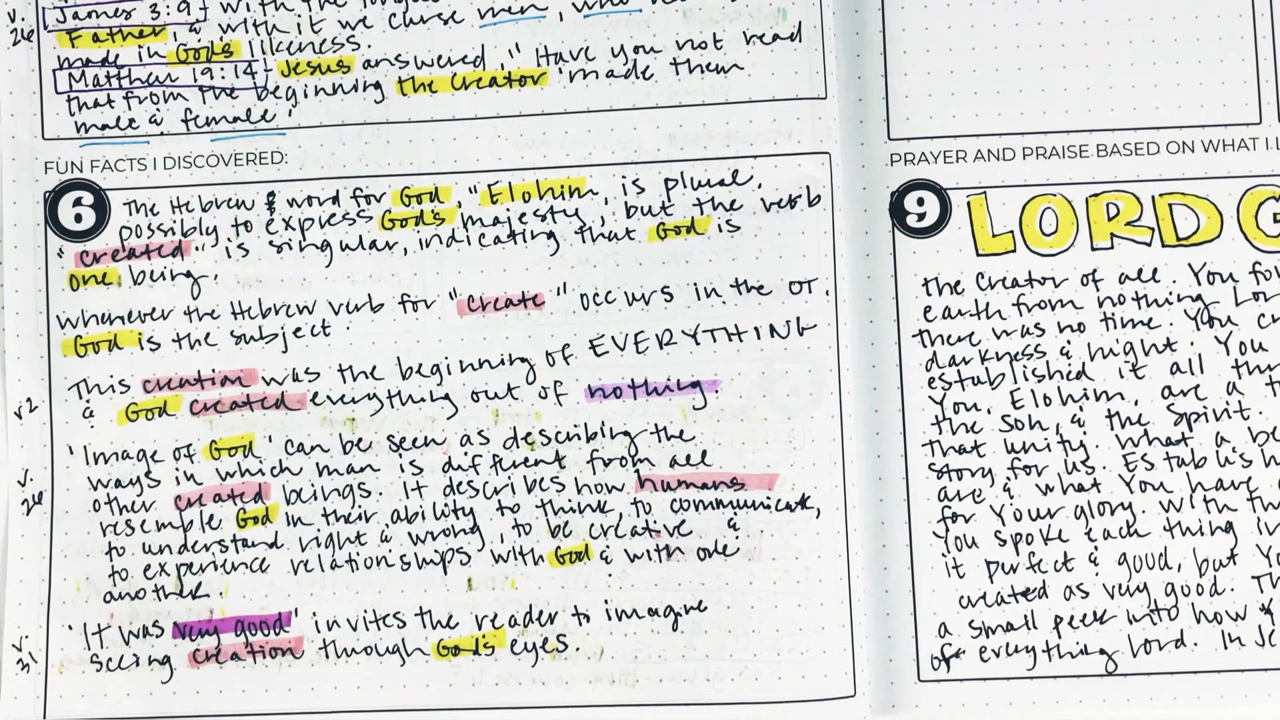 v.
26
James 3:9- with the
Father, & with it we curse men, who
made in God's likeness.
Matthew 19:14- Jesus answered, "Have you not read
that from the beginning the Creator 'made them
male & female'
FUN FACTS I DISCOVERED:
6
The Hebrew word for God, "Elohim, is plural,
possibly to express God's majesty, but the verb
"created" is singular, indicating that God is
one being.
Whenever the Hebrew verb for "create" occurs in the OT.
God is the subject.
This creation was the beginning of EVERYTHING
v2
& God created everything out of nothing.
'Image of God' can be seen as describing the
ways in which man is different from all
v.
26
other created beings. It describes how humans
resemble God in their ability to think, to communicate,
to understand right & wrong, to be creative &
to experience relationships with God & with one
another.
'It was very good' invites the reader to imagine
v.
31
seeing creation through God's eyes.
PRAYER AND PRAISE BASED ON WHAT I
9
LORD G
the Creator of all. You
earth from nothing
there was no time. You
darkness & night. You
established it all
You, Elohim, are a
the Son, & the Spirit.
that unity. What a
story for us. Establish
are & what You have
for Your glory. With
You spoke each thing
it perfect & good, but
created as very good.
a small peek into how
of everything Lord. In